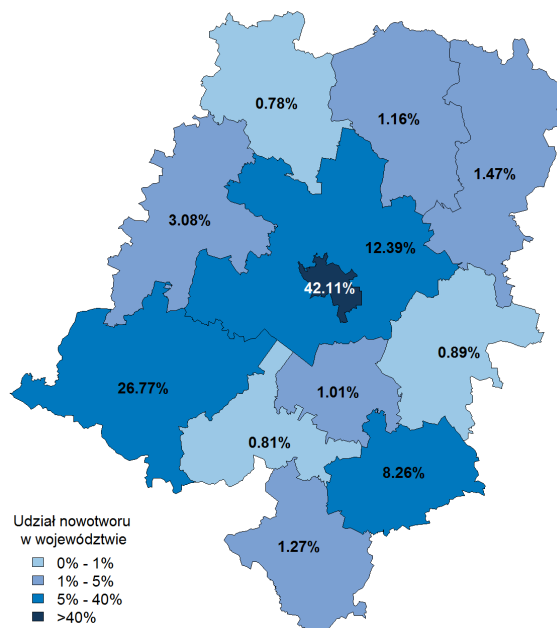 0.78%
1.16%
1.47%
3.08%
12.39%
42.11%
0.89%
26.77%
1.01%
0.81%
8.26%
1.27%
Udział nowotworu
w województwie
0% - 1%
1% - 5%
5% - 40%
>40%